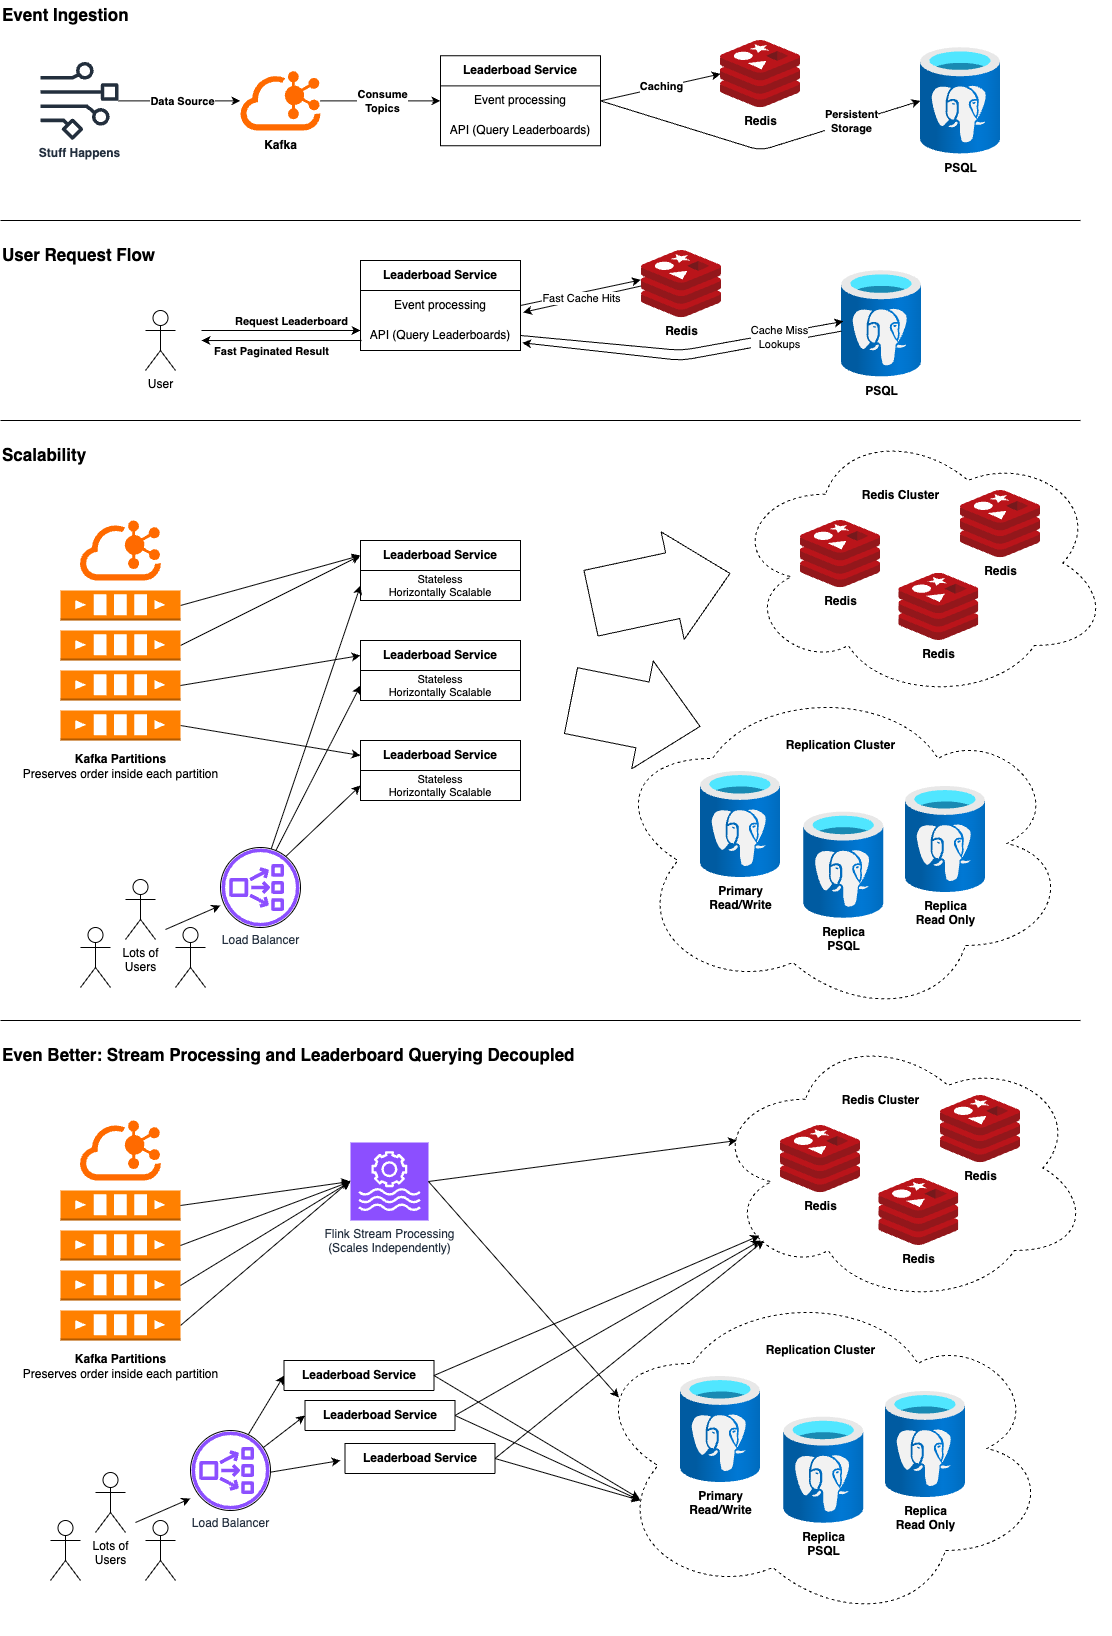 Event Ingestion
Stuff Happens
Data Source
Kafka
Consume
Topics
Leaderboad Service
Event processing
API (Query Leaderboards)
Caching
Redis
Persistent
Storage
PSQL
User Request Flow
User
Request Leaderboard
Fast Paginated Result
Leaderboad Service
Event processing
API (Query Leaderboards)
Fast Cache Hits
Redis
Cache Miss
Lookups
PSQL
Scalability
Kafka Partitions
Preserves order inside each partition
Leaderboad Service
Stateless
Horizontally Scalable
Leaderboad Service
Stateless
Horizontally Scalable
Leaderboad Service
Stateless
Horizontally Scalable
Lots of
Users
Load Balancer
Redis Cluster
Redis
Redis
Redis
Replication Cluster
Primary
Read/Write
Replica
PSQL
Replica
Read Only
Even Better: Stream Processing and Leaderboard Querying Decoupled
Kafka Partitions
Preserves order inside each partition
Flink Stream Processing
(Scales Independently)
Leaderboad Service
Leaderboad Service
Leaderboad Service
Load Balancer
Lots of
Users
Redis Cluster
Redis
Redis
Redis
Replication Cluster
Primary
Read/Write
Replica
PSQL
Replica
Read Only